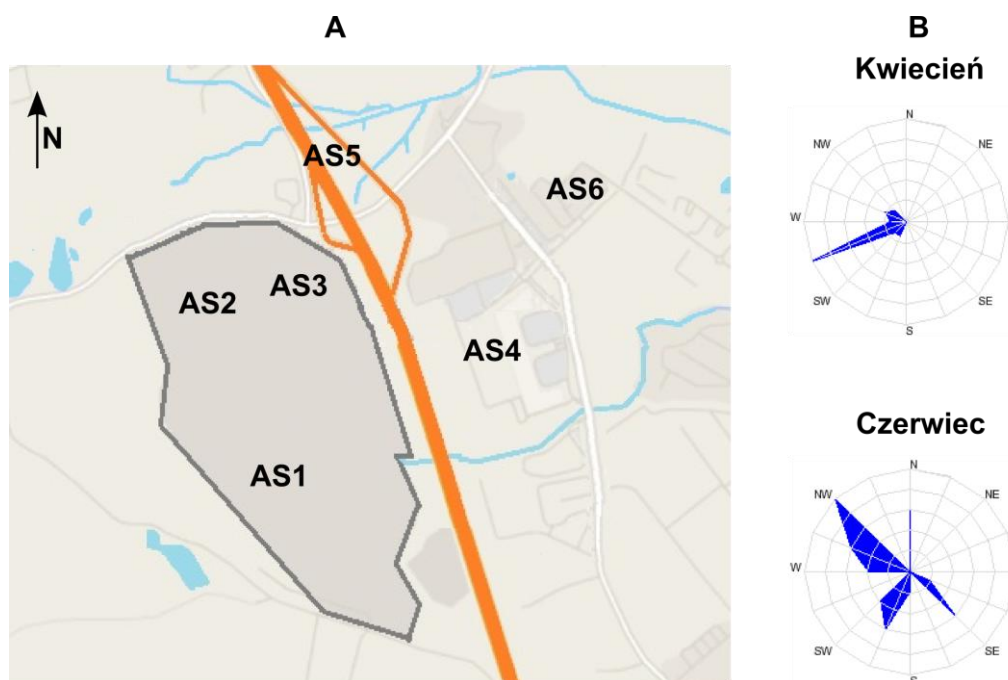 A
N
AS5
AS6
AS3
AS2
AS4
AS1
B
Kwiecień
N
NW
NE
W
SW
SE
S
Czerwiec
N
NW
NE
W
SW
SE
S